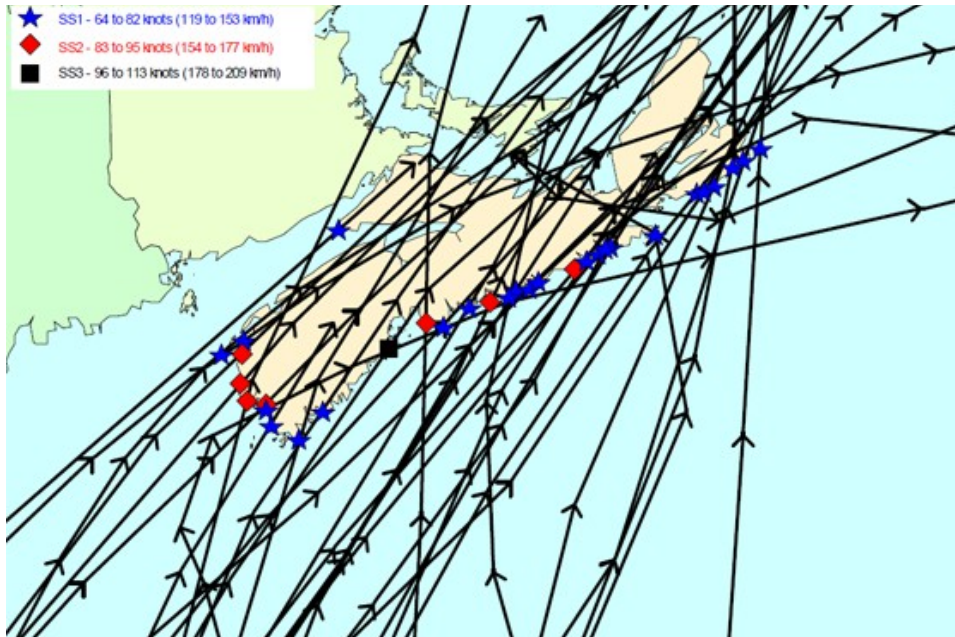 SS1 - 64 to 82 knots (119 to 153 km/h)
SS2 - 83 to 95 knots (154 to 177 km/h)
SS3 - 96 to 113 knots (178 to 209 km/h)